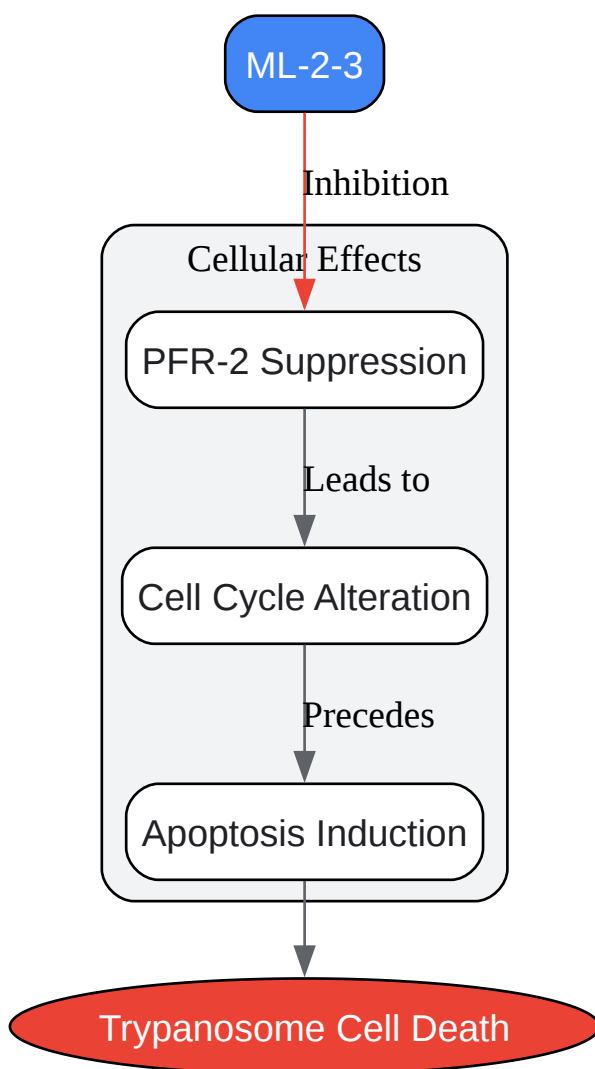 ML-2-3
Inhibition
Cellular Effects
PFR-2 Suppression
Leads to
Cell Cycle Alteration
Precedes
Apoptosis Induction
Trypanosome Cell Death